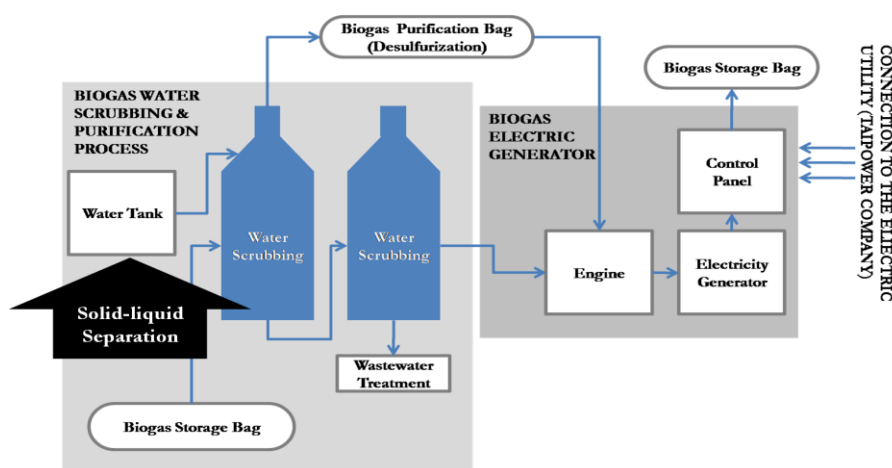 Biogas Purification Bag
(Desulfurization)
Biogas Storage Bag
CONNECTION TO THE ELIECTRIC
UTILITY (TAIPOWER COMPANY)
BIOGAS WATER
SCRUBBING &
PURIFICATION
PROCESS
BIOGAS
ELECTRIC
GENERATOR
Control
Panel
Water Tank
Water
Scrubbing
Water
Scrubbing
Engine
Electricity
Generator
Solid-liquid
Separation
Wastewater
Treatment
Biogas Storage Bag